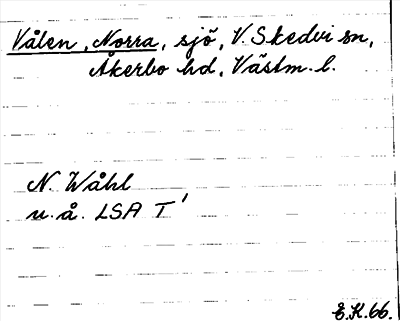 Vålen, Norra, sjö, V. Skedvi sn,
Åkerbo hd, Västm. l.
N. Wåhl
u.å. LSA T'
E.K. 66.